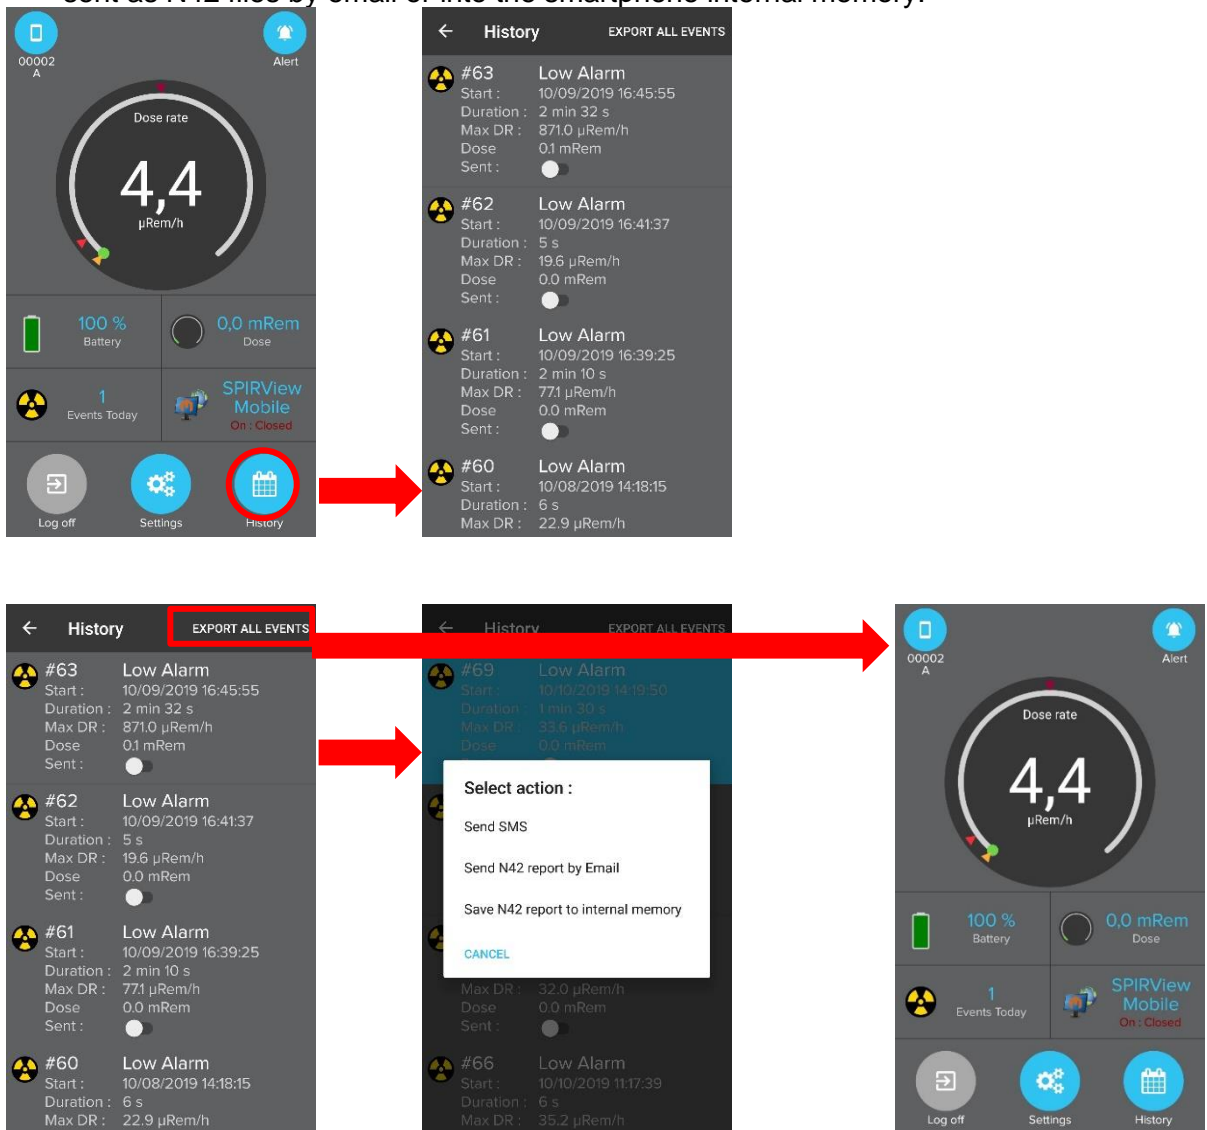 sent as N42 files by email or into the smartphone internal memory.
00002
A
Alert
Dose rate
4,4
µRem/h
100 %
Battery
0,0 mRem
Dose
1
Events Today
SPIRView
Mobile
On : Closed
Log off
Settings
History
History EXPORT ALL EVENTS
#63 Low Alarm
Start : 10/09/2019 16:45:55
Duration : 2 min 32 s
Max DR : 871.0 µRem/h
Dose 0.1 mRem
Sent :
#62 Low Alarm
Start : 10/09/2019 16:41:37
Duration : 5 s
Max DR : 19.6 µRem/h
Dose 0.0 mRem
Sent :
#61 Low Alarm
Start : 10/09/2019 16:39:25
Duration : 2 min 10 s
Max DR : 77.1 µRem/h
Dose 0.0 mRem
Sent :
#60 Low Alarm
Start : 10/08/2019 14:18:15
Duration : 6 s
Max DR : 22.9 µRem/h
History EXPORT ALL EVENTS
#63 Low Alarm
Start : 10/09/2019 16:45:55
Duration : 2 min 32 s
Max DR : 871.0 µRem/h
Dose 0.1 mRem
Sent :
#62 Low Alarm
Start : 10/09/2019 16:41:37
Duration : 5 s
Max DR : 19.6 µRem/h
Dose 0.0 mRem
Sent :
#61 Low Alarm
Start : 10/09/2019 16:39:25
Duration : 2 min 10 s
Max DR : 77.1 µRem/h
Dose 0.0 mRem
Sent :
#60 Low Alarm
Start : 10/08/2019 14:18:15
Duration : 6 s
Max DR : 22.9 µRem/h
History EXPORT ALL EVENTS
#69 Low Alarm
Start : 10/10/2019 14:19:50
Duration : 1 min 30 s
Max DR : 33.6 µRem/h
Dose 0.0 mRem
Select action :
Send SMS
Send N42 report by Email
Save N42 report to internal memory
CANCEL
Max DR : 32.0 µRem/h
Dose 0.0 mRem
Sent :
#66 Low Alarm
Start : 10/10/2019 11:17:39
Duration : 6 s
Max DR : 35.2 µRem/h
00002
A
Alert
Dose rate
4,4
µRem/h
100 %
Battery
0,0 mRem
Dose
1
Events Today
SPIRView
Mobile
On : Closed
Log off
Settings
History